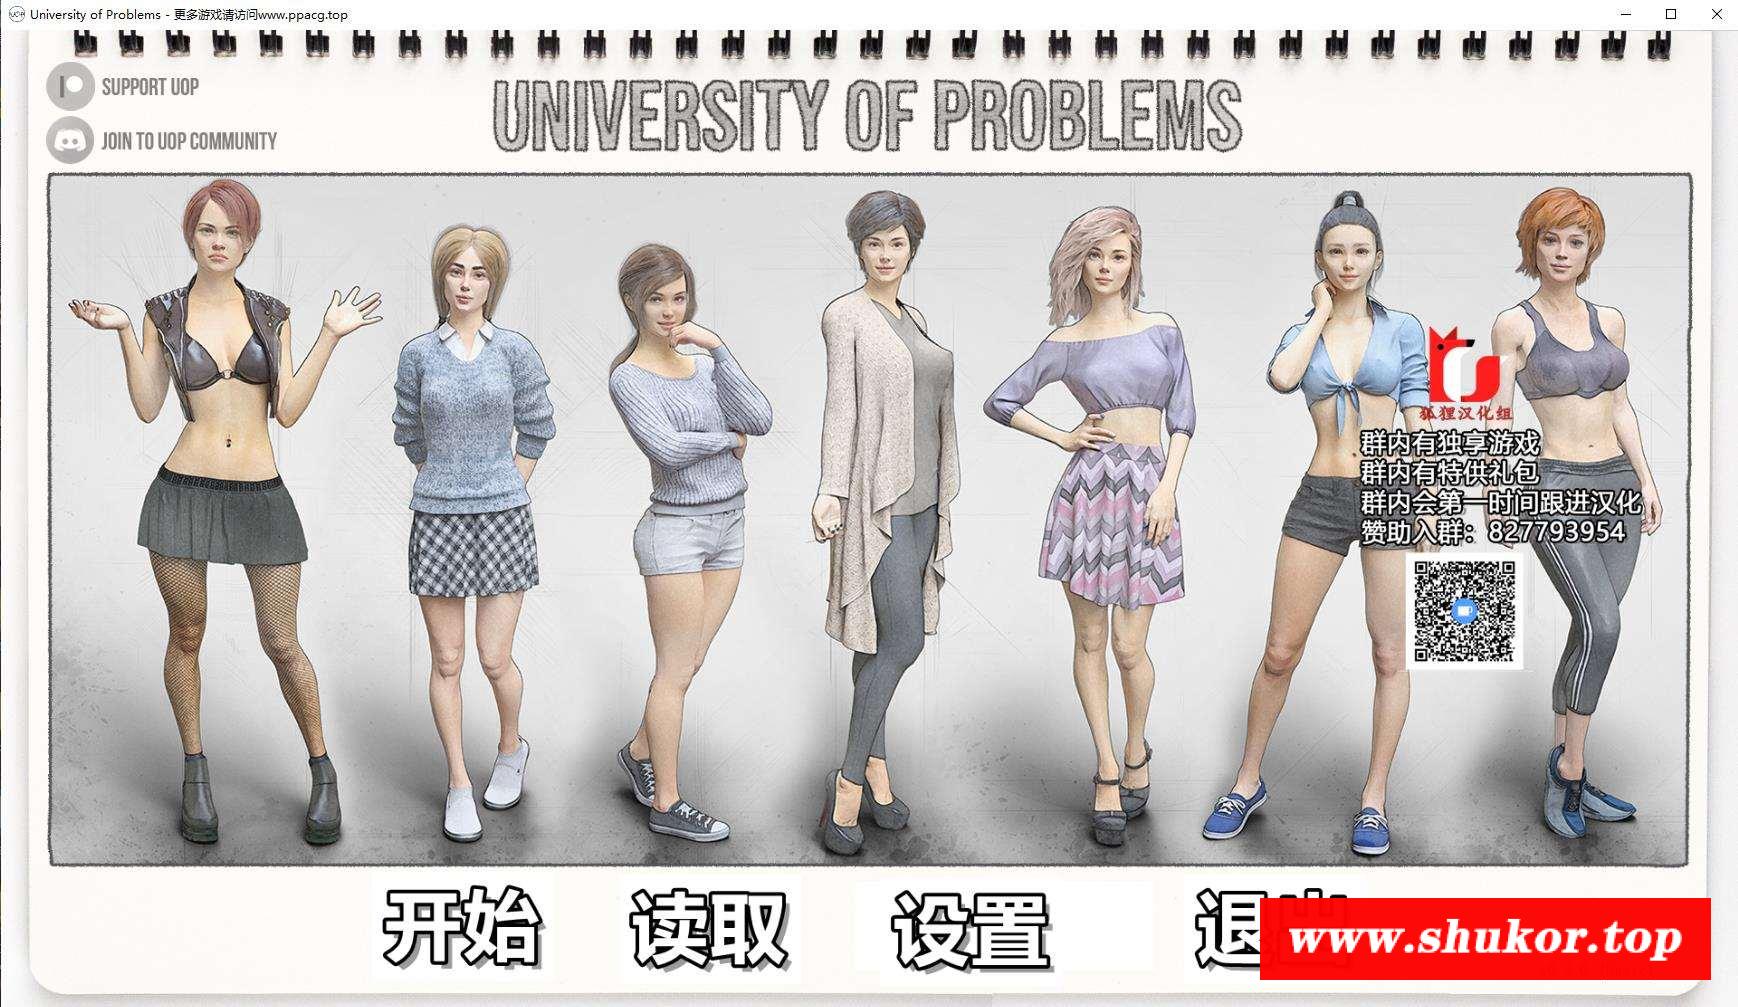 University of Problems - 更多游戏请访问www.ppacg.top
SUPPORT UOP
JOIN TO UOP COMMUNITY
UNIVERSITY OF PROBLEMS
狐狸汉化组
群内有独享游戏
群内有特供礼包
群内会第一时间跟进汉化
赞助入群：827793954
开始
读取
设置
退出
www.shukor.top